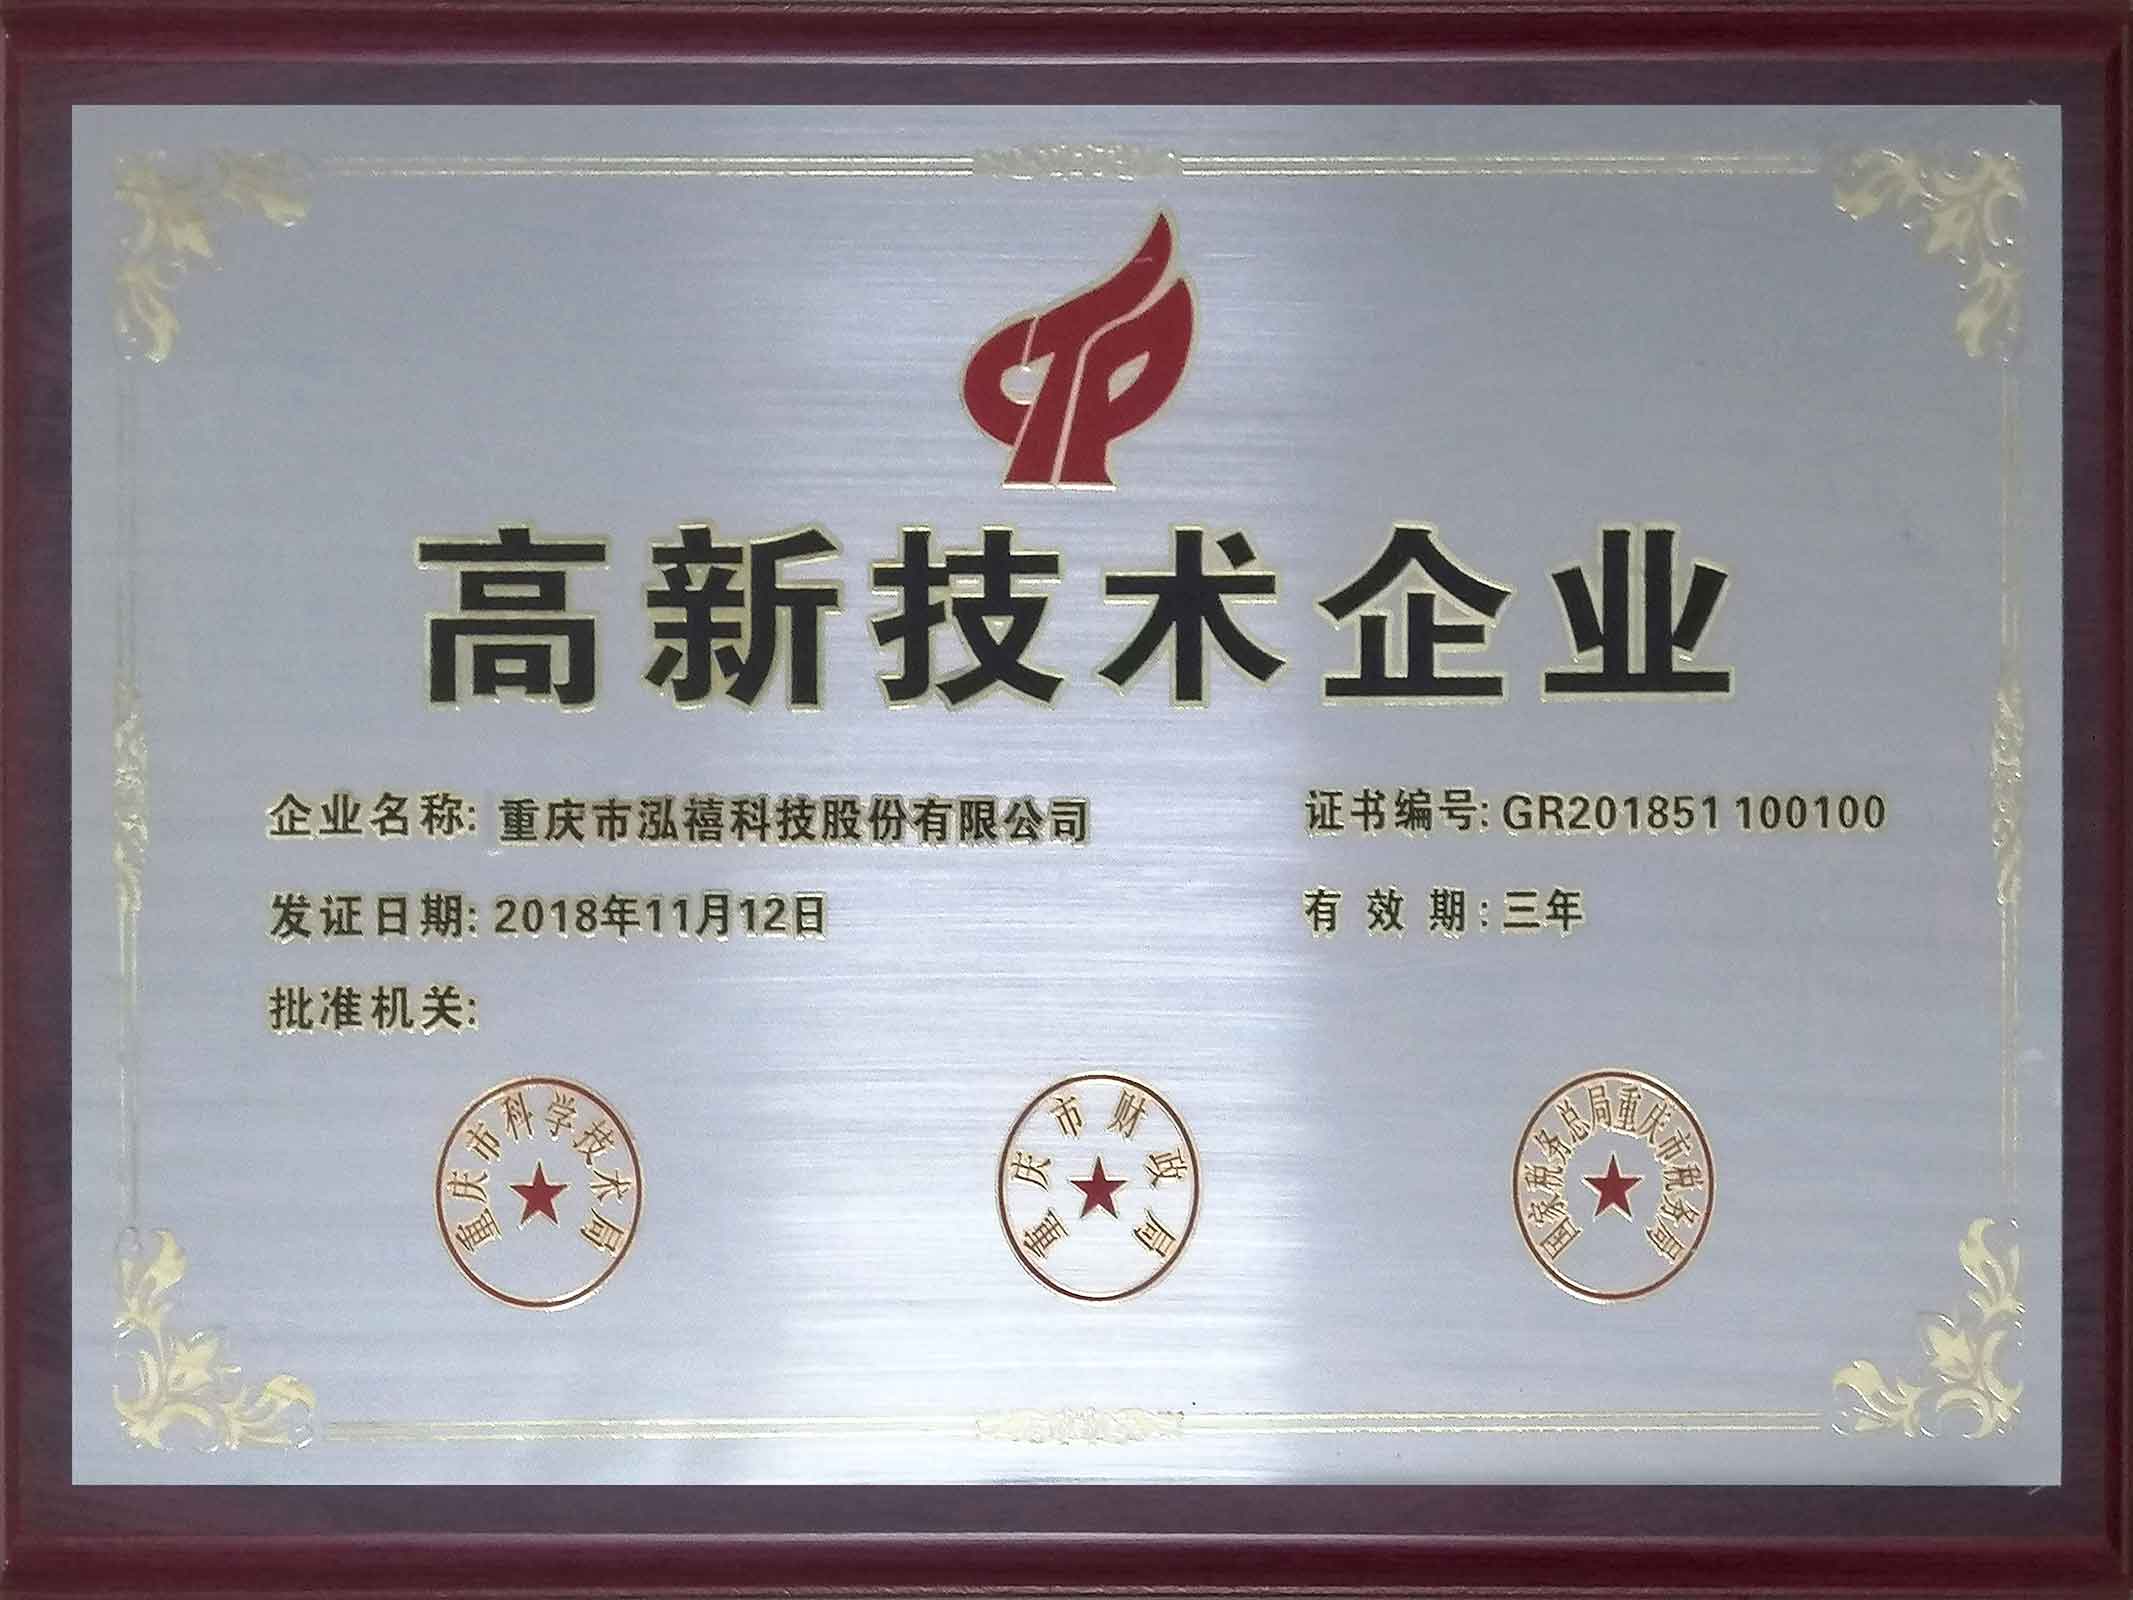 高新技术企业
企业名称: 重庆市泓禧科技股份有限公司
证书编号: GR201851100100
发证日期: 2018年11月12日
有效期: 三年
批准机关:
重庆市科学技术局
重庆市财政局
国家税务总局重庆市税务局